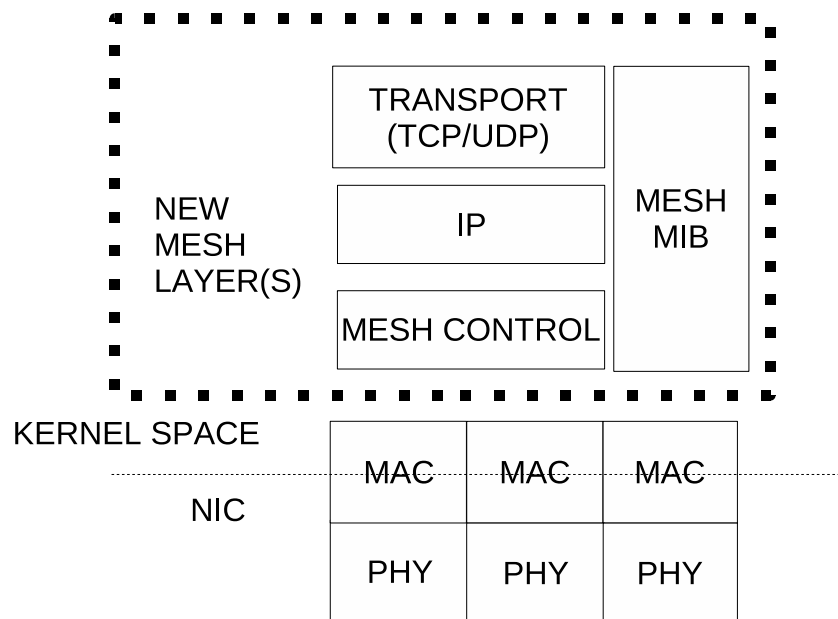 TRANSPORT
(TCP/UDP)
NEW
MESH
LAYER(S)
IP
MESH
MIB
MESH CONTROL
KERNEL SPACE
MAC
MAC
MAC
NIC
PHY
PHY
PHY